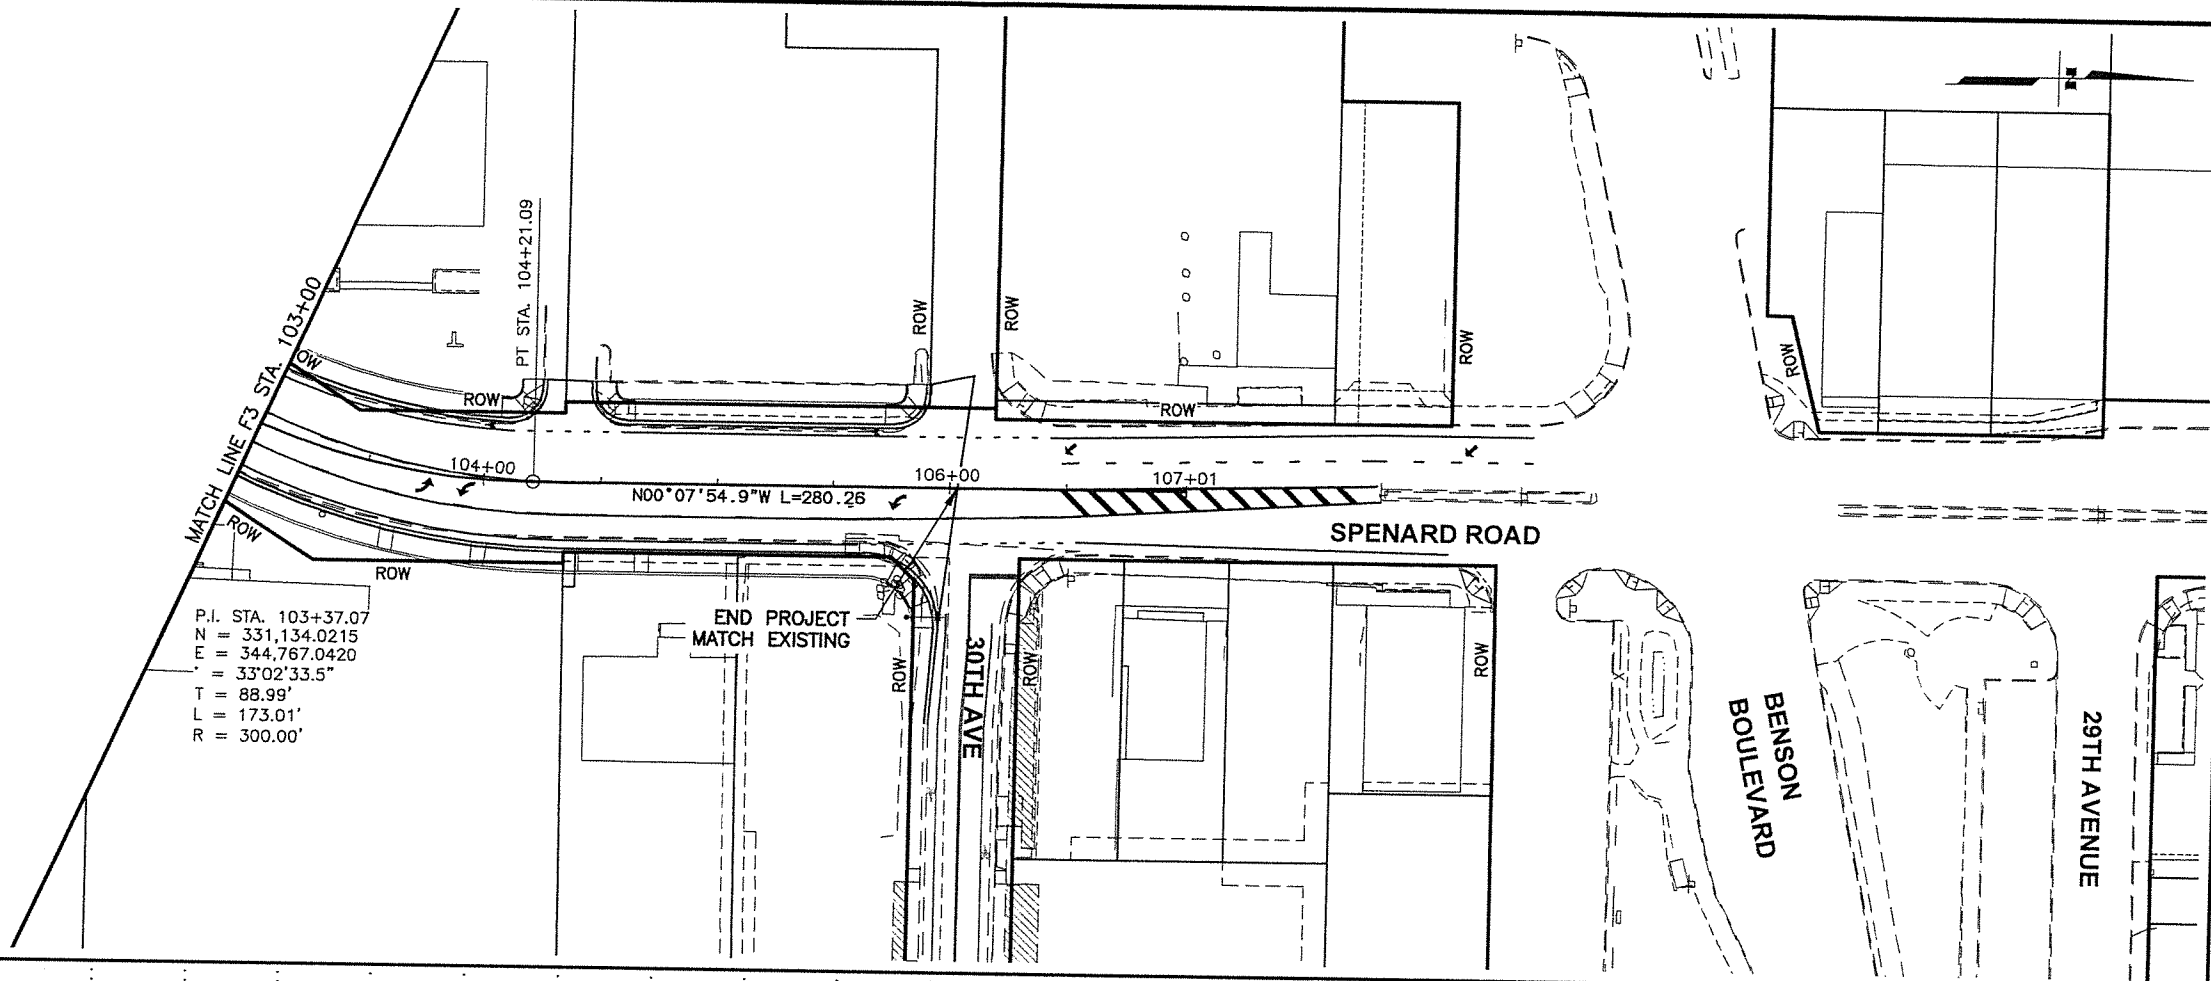 N
MATCH LINE F3 STA. 103+00
PT STA. 104+21.09
ROW
ROW
ROW
ROW
ROW
OW
ROW
ROW
104+00
106+00
107+01
N00°07'54.9"W L=280.26
SPENARD ROAD
ROW
ROW
END PROJECT
MATCH EXISTING
P.I. STA. 103+37.07
N = 331,134.0215
E = 344,767.0420
' = 33°02'33.5"
T = 88.99'
L = 173.01'
R = 300.00'
ROW
30TH AVE
ROW
ROW
BENSON
BOULEVARD
29TH AVENUE